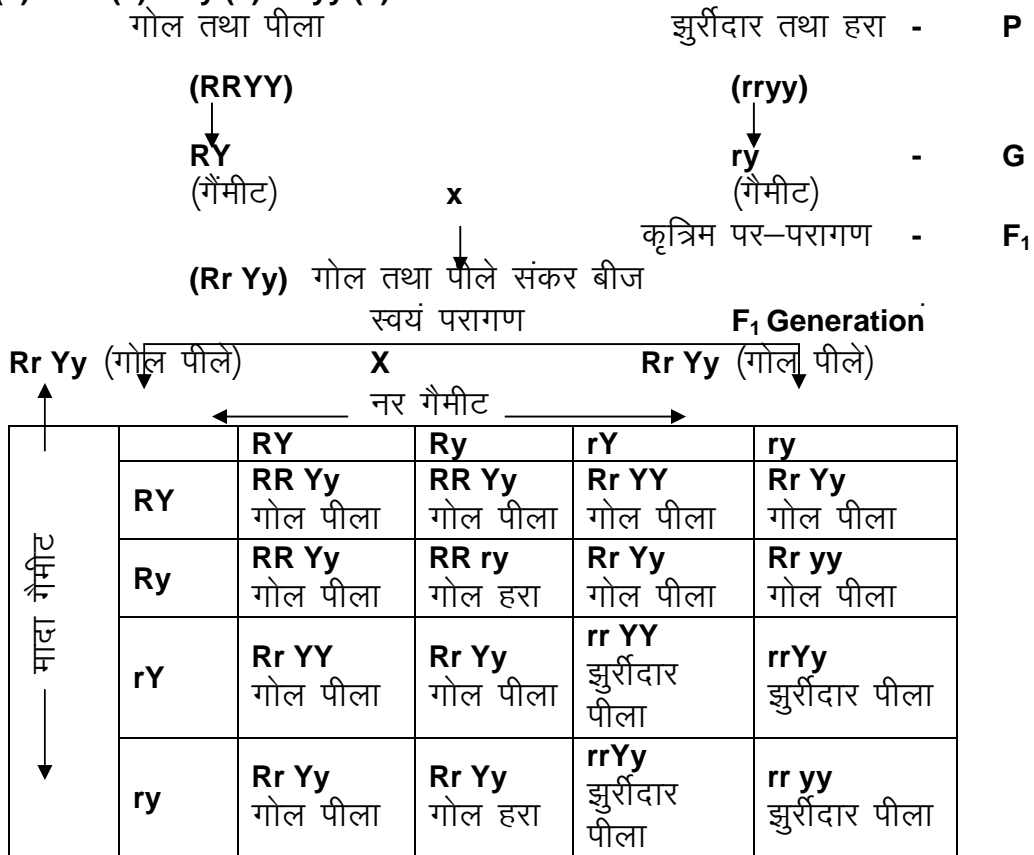 गोल तथा पीला झुर्रीदार तथा हरा - P
(RRYY) (rryy)
RY ry - G
(गैंमीट) x (गैमीट)
कृत्रिम पर–परागण - F₁
(Rr Yy) गोल तथा पीले संकर बीज
स्वयं परागण F₁ Generation
Rr Yy (गोल पीले) X Rr Yy (गोल पीले)
नर गैमीट
मादा गैमीट
RY Ry rY ry
RY
RR Yy RR Yy Rr YY Rr Yy
गोल पीला गोल पीला गोल पीला गोल पीला
Ry
RR Yy RR ry Rr Yy Rr yy
गोल पीला गोल हरा गोल पीला गोल पीला
rY
Rr YY Rr Yy rr YY rrYy
गोल पीला गोल पीला झुर्रीदार पीला झुर्रीदार पीला
ry
Rr Yy Rr Yy rrYy rr yy
गोल पीला गोल हरा झुर्रीदार पीला झुर्रीदार पीला